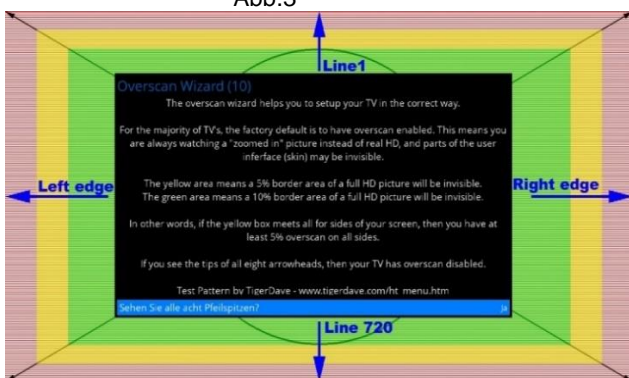 Abb.3
Line1
Overscan Wizard (10)
The overscan wizard helps you to setup your TV in the correct way.
For the majority of TV's, the factory default is to have overscan enabled. This means you
are always watching a "zoomed in" picture instead of real HD, and parts of the user
inferface (skin) may be invisible.
Left edge
Right edge
The yellow area means a 5% border area of a full HD picture will be invisible.
The green area means a 10% border area of a full HD picture will be invisible.
In other words, if the yellow box meets all for sides of your screen, then you have at
least 5% overscan on all sides.
If you see the tips of all eight arrowheads, then your TV has overscan disabled.
Test Pattern by TigerDave - www.tigerdave.com/ht_menu.htm
Sehen Sie alle acht Pfeilspitzen? Ja
Line 720